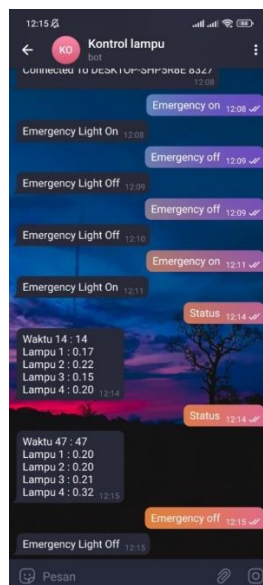 12:15
KO
Kontrol lampu
bot
Connected to DESKTOP-SHP5R8E 8327
12:08
Emergency on 12:08
Emergency Light On 12:08
Emergency off 12:09
Emergency Light Off 12:09
Emergency off 12:09
Emergency Light Off 12:10
Emergency on 12:11
Emergency Light On 12:11
Status 12:14
Waktu 14 : 14
Lampu 1 : 0.17
Lampu 2 : 0.22
Lampu 3 : 0.15
Lampu 4 : 0.20 12:14
Status 12:14
Waktu 47 : 47
Lampu 1 : 0.20
Lampu 2 : 0.20
Lampu 3 : 0.21
Lampu 4 : 0.32 12:15
Emergency off 12:15
Emergency Light Off 12:15
Pesan